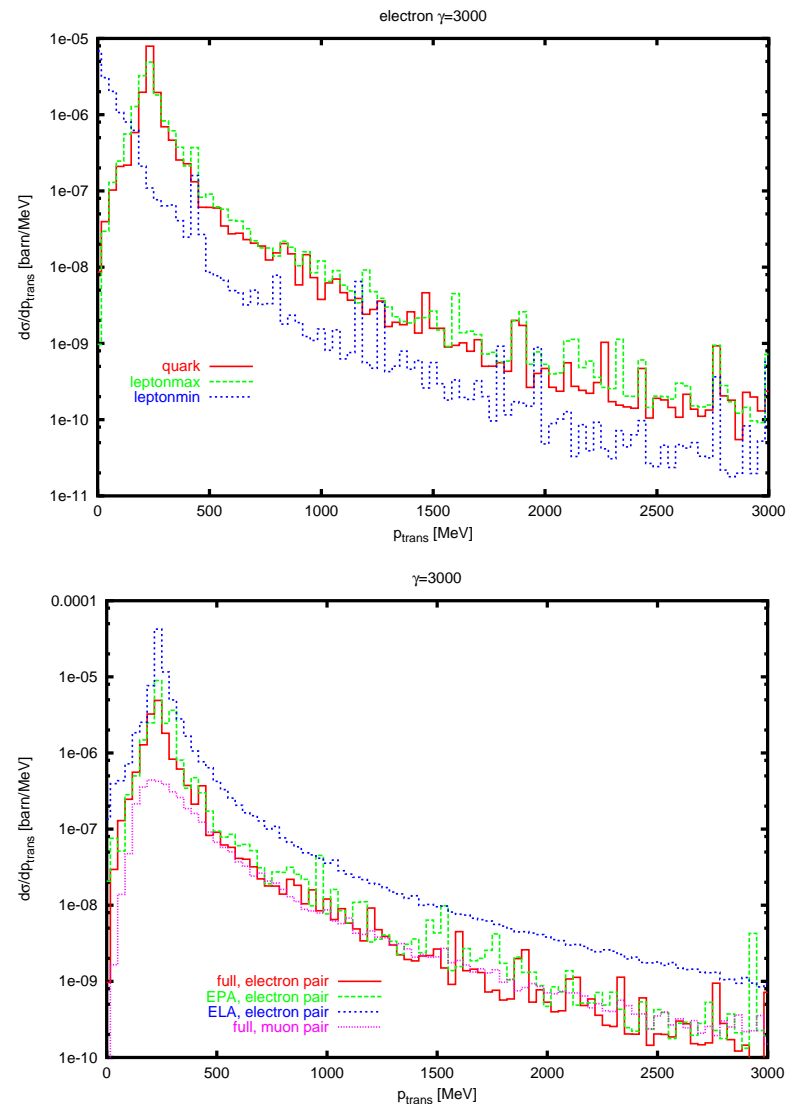 electron γ=3000
1e-05
1e-06
1e-07
1e-08
1e-09
1e-10
1e-11
dσ/dp_trans [barn/MeV]
quark
leptonmax
leptonmin
0 500 1000 1500 2000 2500 3000
p_trans [MeV]
γ=3000
0.0001
1e-05
1e-06
1e-07
1e-08
1e-09
1e-10
dσ/dp_trans [barn/MeV]
full, electron pair
EPA, electron pair
ELA, electron pair
full, muon pair
0 500 1000 1500 2000 2500 3000
p_trans [MeV]